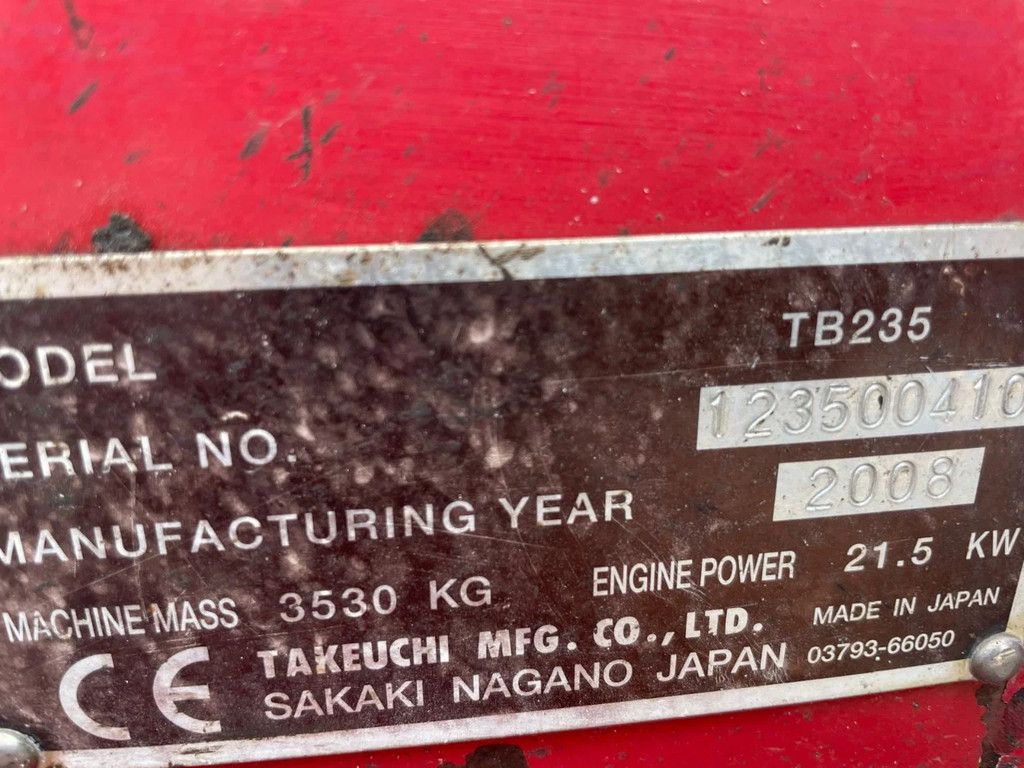 ODEL TB235
ERIAL NO. 123500410
MANUFACTURING YEAR 2008
MACHINE MASS 3530 KG ENGINE POWER 21.5 KW
CE TAKEUCHI MFG. CO., LTD. MADE IN JAPAN
SAKAKI NAGANO JAPAN 03793-66050